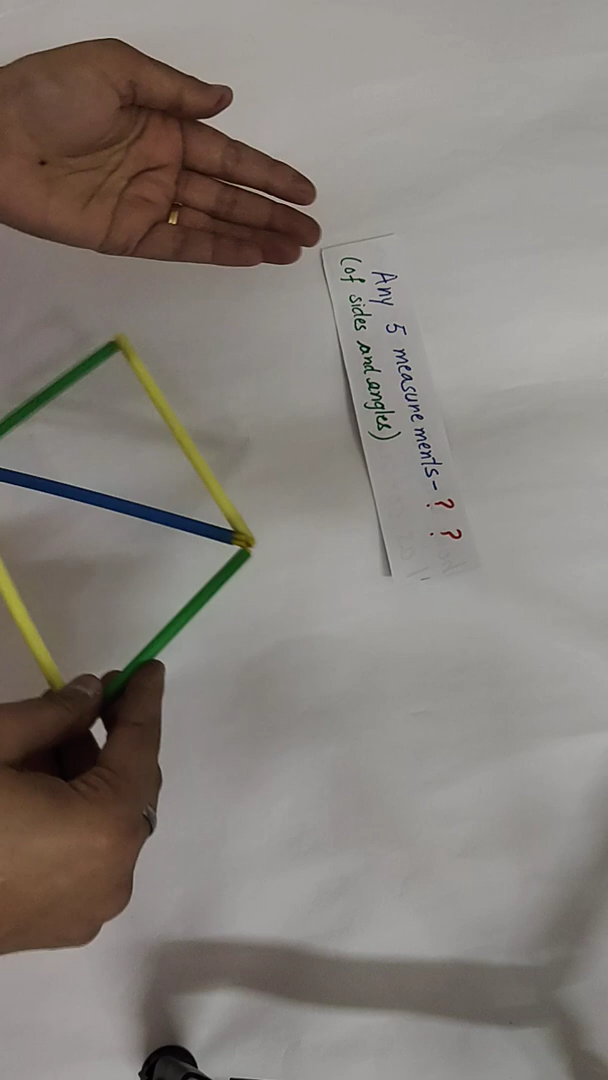 Any 5 measurements- ? ?
(of sides and angles)